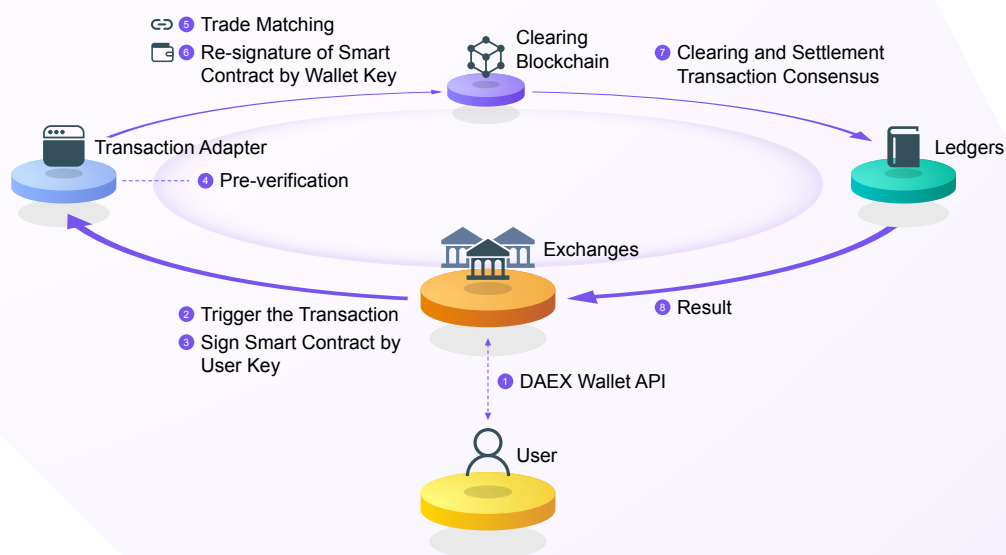 5 Trade Matching
6 Re-signature of Smart
Contract by Wallet Key
Clearing
Blockchain
7 Clearing and Settlement
Transaction Consensus
Transaction Adapter
Ledgers
4 Pre-verification
Exchanges
2 Trigger the Transaction
3 Sign Smart Contract by
User Key
8 Result
1 DAEX Wallet API
User